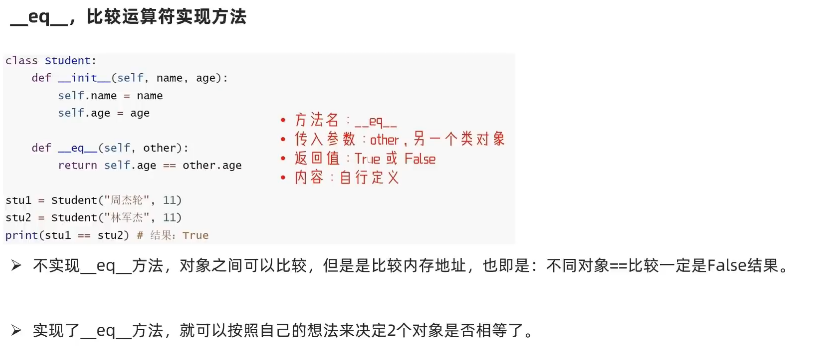 __eq__，比较运算符实现方法
class Student:
    def __init__(self, name, age):
        self.name = name
        self.age = age
    def __eq__(self, other):
        return self.age == other.age
stu1 = Student("周杰轮", 11)
stu2 = Student("林军杰", 11)
print(stu1 == stu2) # 结果：True
• 方法名：__eq__
• 传入参数：other，另一个类对象
• 返回值：True 或 False
• 内容：自行定义
➢ 不实现__eq__方法，对象之间可以比较，但是是比较内存地址，也即是：不同对象==比较一定是False结果。
➢ 实现了__eq__方法，就可以按照自己的想法来决定2个对象是否相等了。